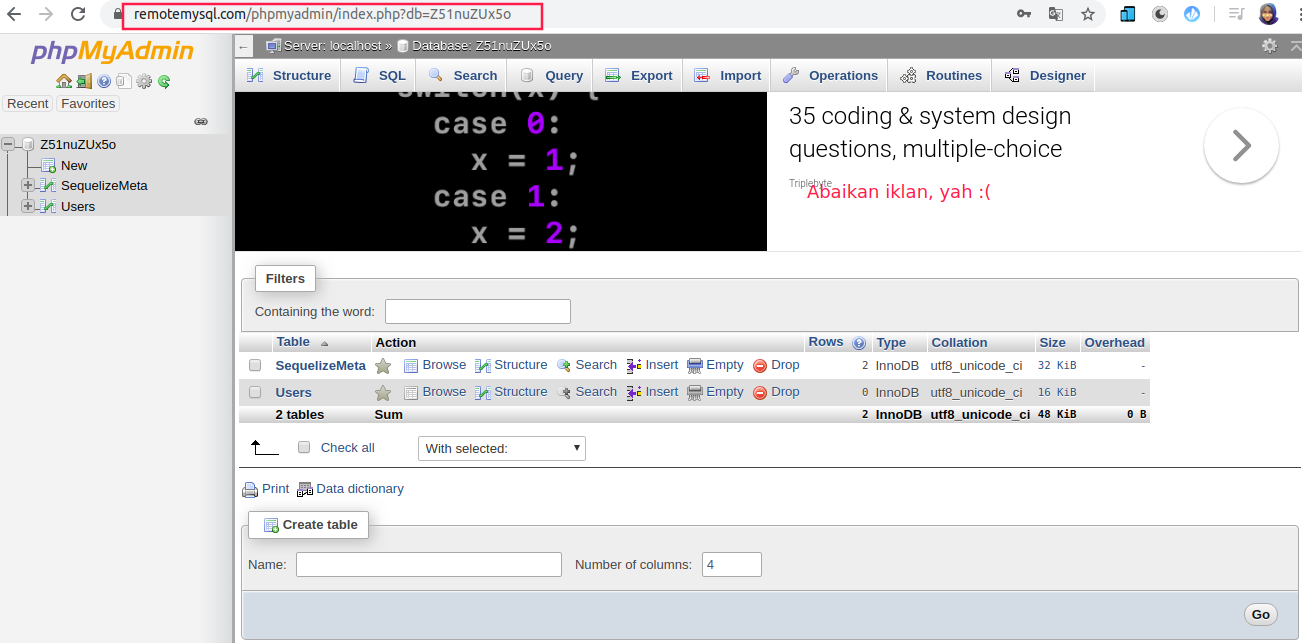 remotemysql.com/phpmyadmin/index.php?db=Z51nuZUx5o
phpMyAdmin
Recent Favorites
Z51nuZUx5o
New
SequelizeMeta
Users
Server: localhost » Database: Z51nuZUx5o
Structure SQL Search Query Export Import Operations Routines Designer
switch(x) {
case 0:
x = 1;
case 1:
x = 2;
35 coding & system design
questions, multiple-choice
Triplebyte
Abaikan iklan, yah :(
Filters
Containing the word:
Table Action Rows Type Collation Size Overhead
SequelizeMeta Browse Structure Search Insert Empty Drop 2 InnoDB utf8_unicode_ci 32 KiB -
Users Browse Structure Search Insert Empty Drop 0 InnoDB utf8_unicode_ci 16 KiB -
2 tables Sum 2 InnoDB utf8_unicode_ci 48 KiB 0 B
Check all With selected:
Print Data dictionary
Create table
Name: Number of columns: 4
Go